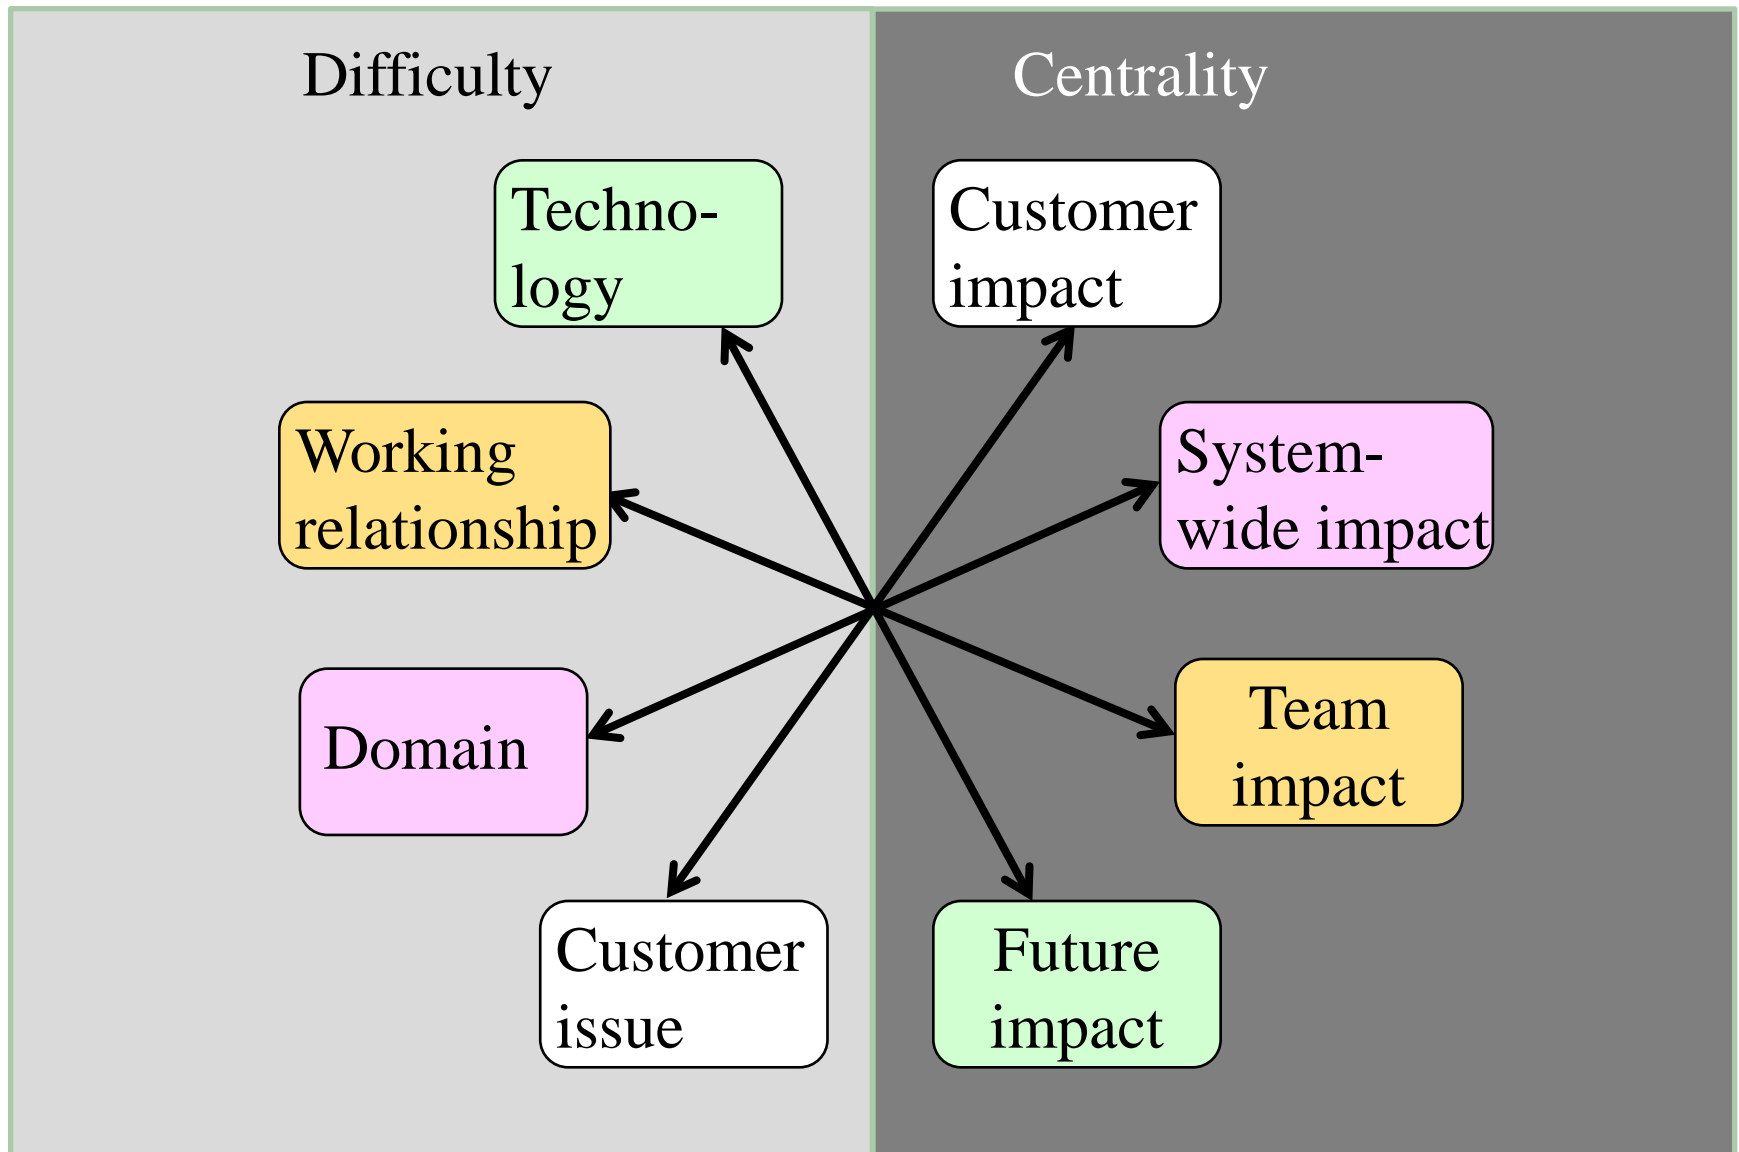 Difficulty
Centrality
Techno-
logy
Customer
impact
Working
relationship
System-
wide impact
Domain
Team
impact
Customer
issue
Future
impact